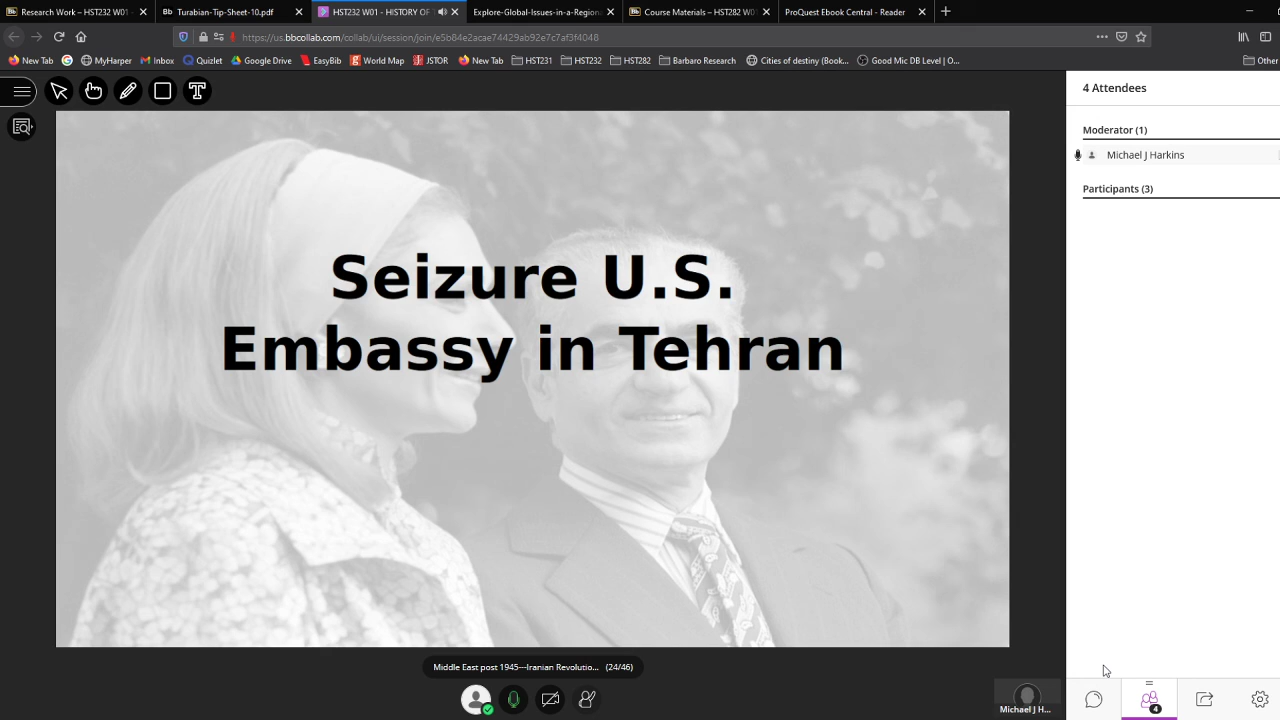 Research Work – HST232 W01 -
Turabian-Tip-Sheet-10.pdf
HST232 W01 - HISTORY OF
Explore-Global-Issues-in-a-Region
Course Materials – HST282 W0
ProQuest Ebook Central - Reader
https://us.bbcollab.com/collab/ui/session/join/e5b84e2acae74429ab92e7c7af3f4048
New Tab
MyHarper
Inbox
Quizlet
Google Drive
EasyBib
World Map
JSTOR
New Tab
HST231
HST232
HST282
Barbaro Research
Cities of destiny (Book...
Good Mic DB Level | O...
Other
4 Attendees
Moderator (1)
Michael J Harkins
Participants (3)
Seizure U.S.
Embassy in Tehran
Middle East post 1945---Iranian Revolutio... (24/46)
Michael J H...
4